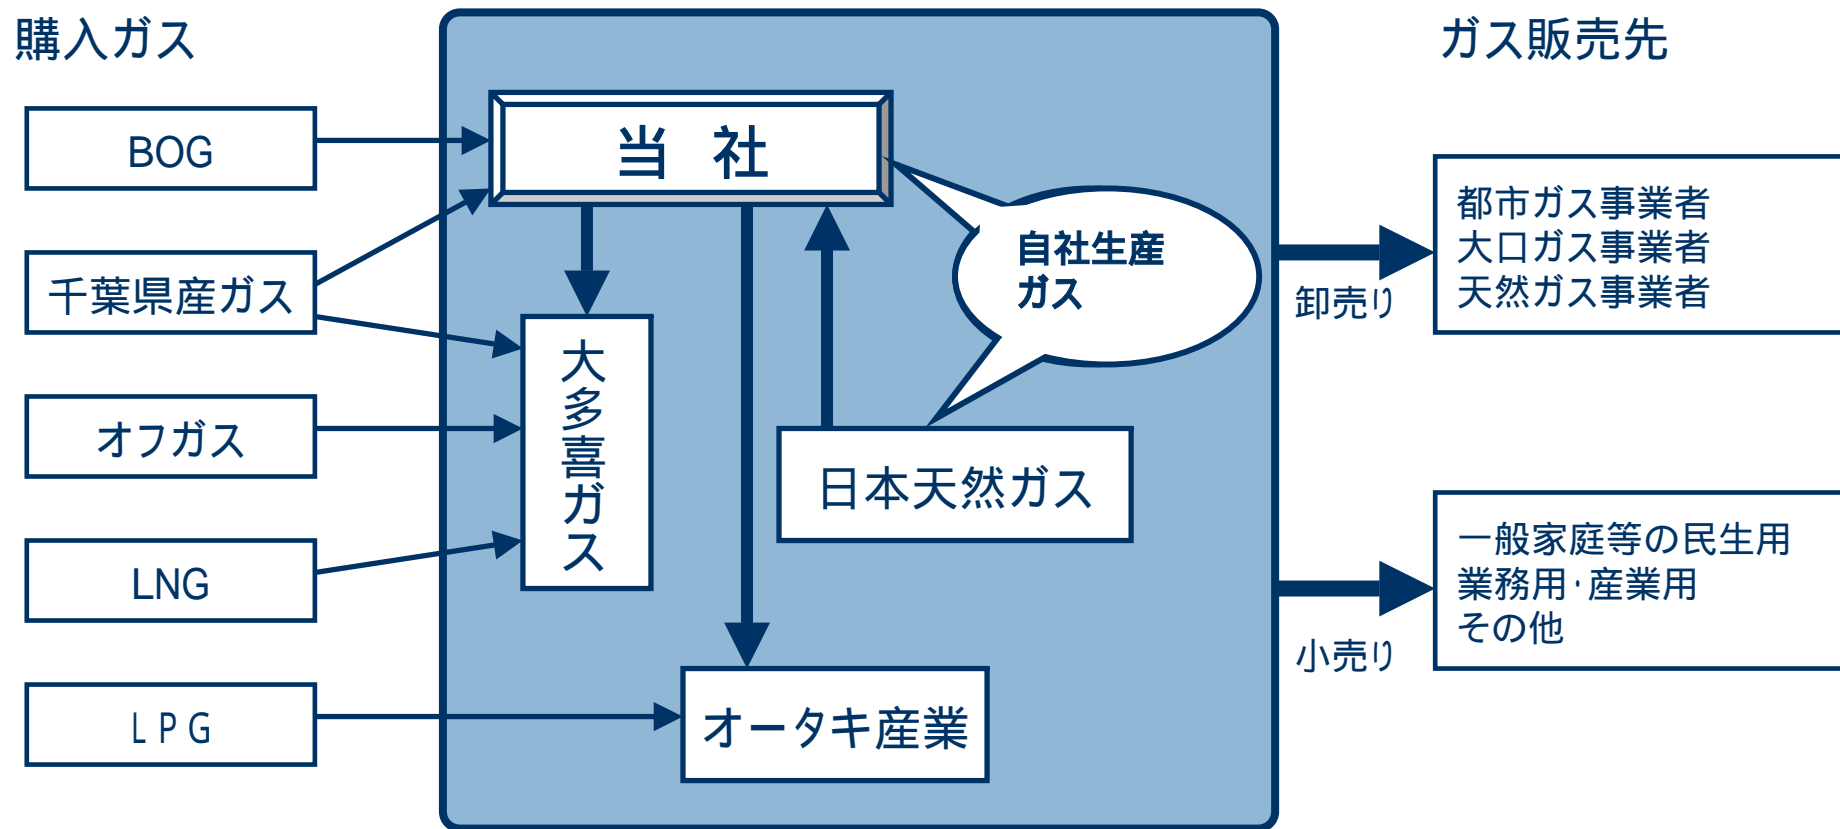 購入ガス
ガス販売先
BOG
千葉県産ガス
オフガス
LNG
LPG
当 社
自社生産
ガス
大多喜ガス
日本天然ガス
オータキ産業
卸売り
都市ガス事業者
大口ガス事業者
天然ガス事業者
小売り
一般家庭等の民生用
業務用・産業用
その他